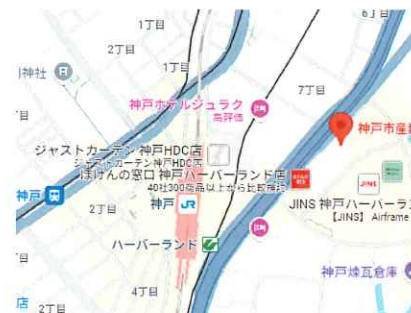 6丁目
1丁目
2丁目
1丁目
神社
7丁目
神戸ホテルジュラク
高評価
神戸市産
ジャストカーテン 神戸HDC店
ジャストカーテン神戸HDC店
ほけんの窓口 神戸ハーバーランド店
40社300商品以上から比較
JINS
神戸
2丁目
神戸
JR
JINS 神戸ハーバーラン
【JINS】 Airframe
ハーバーランド
丁目
4丁目
神戸煉瓦倉庫
店
2丁目